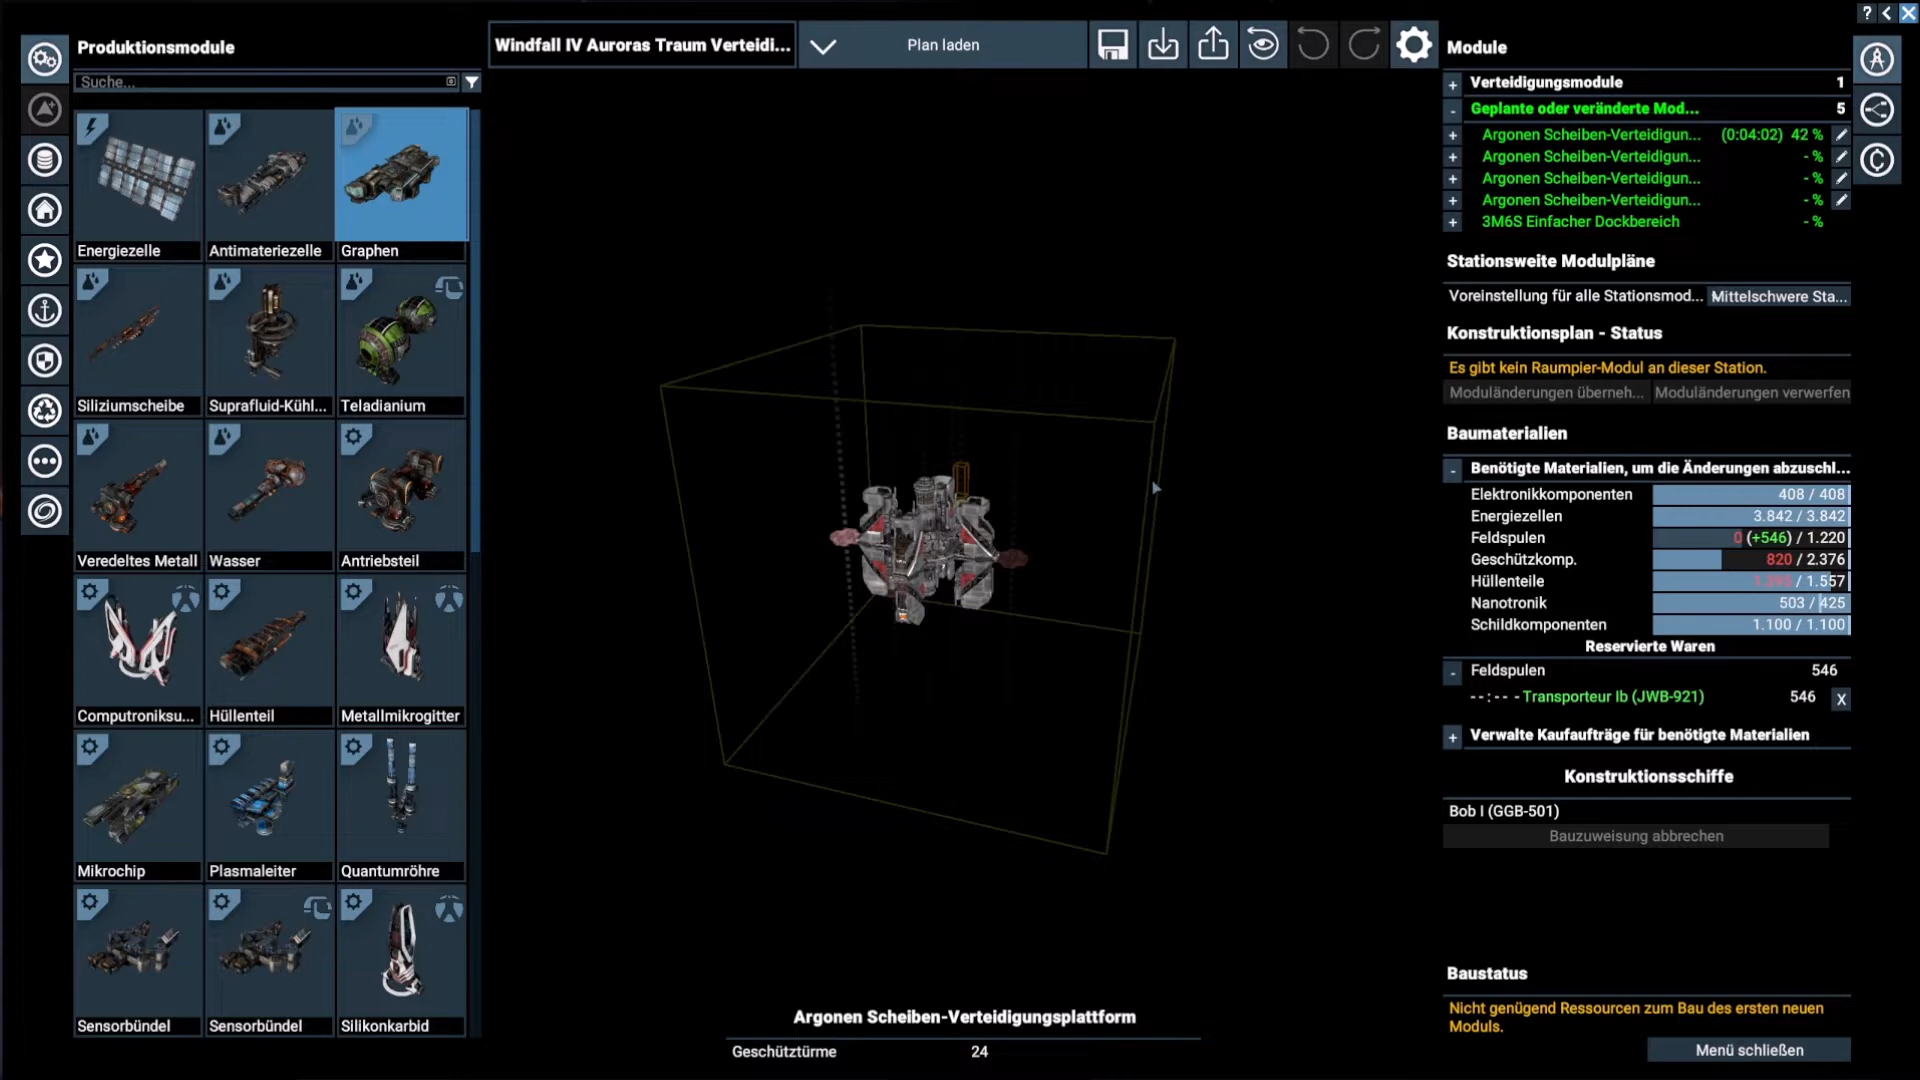 ? < X
Produktionsmodule
Suche...
Energiezelle
Antimateriezelle
Graphen
Siliziumscheibe
Suprafluid-Kühl...
Teladianium
Veredeltes Metall
Wasser
Antriebsteil
Computroniksu...
Hüllenteil
Metallmikrogitter
Mikrochip
Plasmaleiter
Quantumröhre
Sensorbündel
Sensorbündel
Silikonkarbid
Windfall IV Auroras Traum Verteidi...
Plan laden
Argonen Scheiben-Verteidigungsplattform
Geschütztürme 24
Module
+ Verteidigungsmodule 1
- Geplante oder veränderte Mod... 5
+ Argonen Scheiben-Verteidigun... (0:04:02) 42 %
+ Argonen Scheiben-Verteidigun... - %
+ Argonen Scheiben-Verteidigun... - %
+ Argonen Scheiben-Verteidigun... - %
+ 3M6S Einfacher Dockbereich - %
Stationsweite Modulpläne
Voreinstellung für alle Stationsmod... Mittelschwere Sta...
Konstruktionsplan - Status
Es gibt kein Raumpier-Modul an dieser Station.
Moduländerungen überneh... Moduländerungen verwerfen
Baumaterialien
- Benötigte Materialien, um die Änderungen abzuschl...
Elektronikkomponenten 408 / 408
Energiezellen 3.842 / 3.842
Feldspulen 0 (+546) / 1.220
Geschützkomp. 820 / 2.376
Hüllenteile / 1.557
Nanotronik 503 / 425
Schildkomponenten 1.100 / 1.100
Reservierte Waren
- Feldspulen 546
--:-- - Transporteur Ib (JWB-921) 546 X
+ Verwalte Kaufaufträge für benötigte Materialien
Konstruktionsschiffe
Bob I (GGB-501)
Bauzuweisung abbrechen
Baustatus
Nicht genügend Ressourcen zum Bau des ersten neuen
Moduls.
Menü schließen